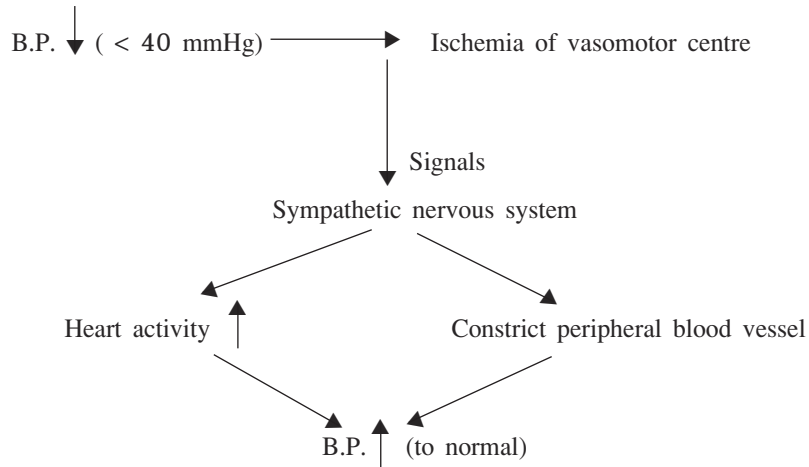 B.P. ( < 40 mmHg) Ischemia of vasomotor centre
Signals
Sympathetic nervous system
Heart activity Constrict peripheral blood vessel
B.P. (to normal)